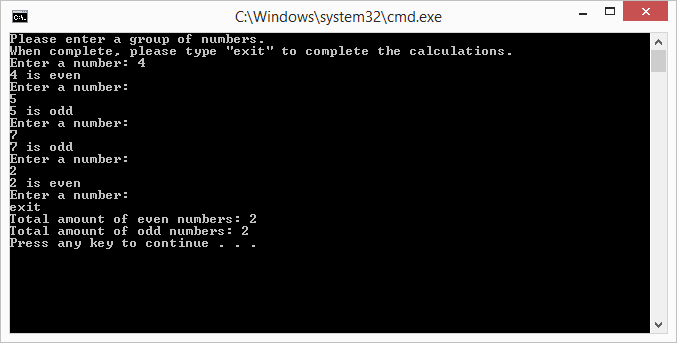 C:\Windows\system32\cmd.exe
Please enter a group of numbers.
When complete, please type "exit" to complete the calculations.
Enter a number: 4
4 is even
Enter a number:
5
5 is odd
Enter a number:
7
7 is odd
Enter a number:
2
2 is even
Enter a number:
exit
Total amount of even numbers: 2
Total amount of odd numbers: 2
Press any key to continue . . .